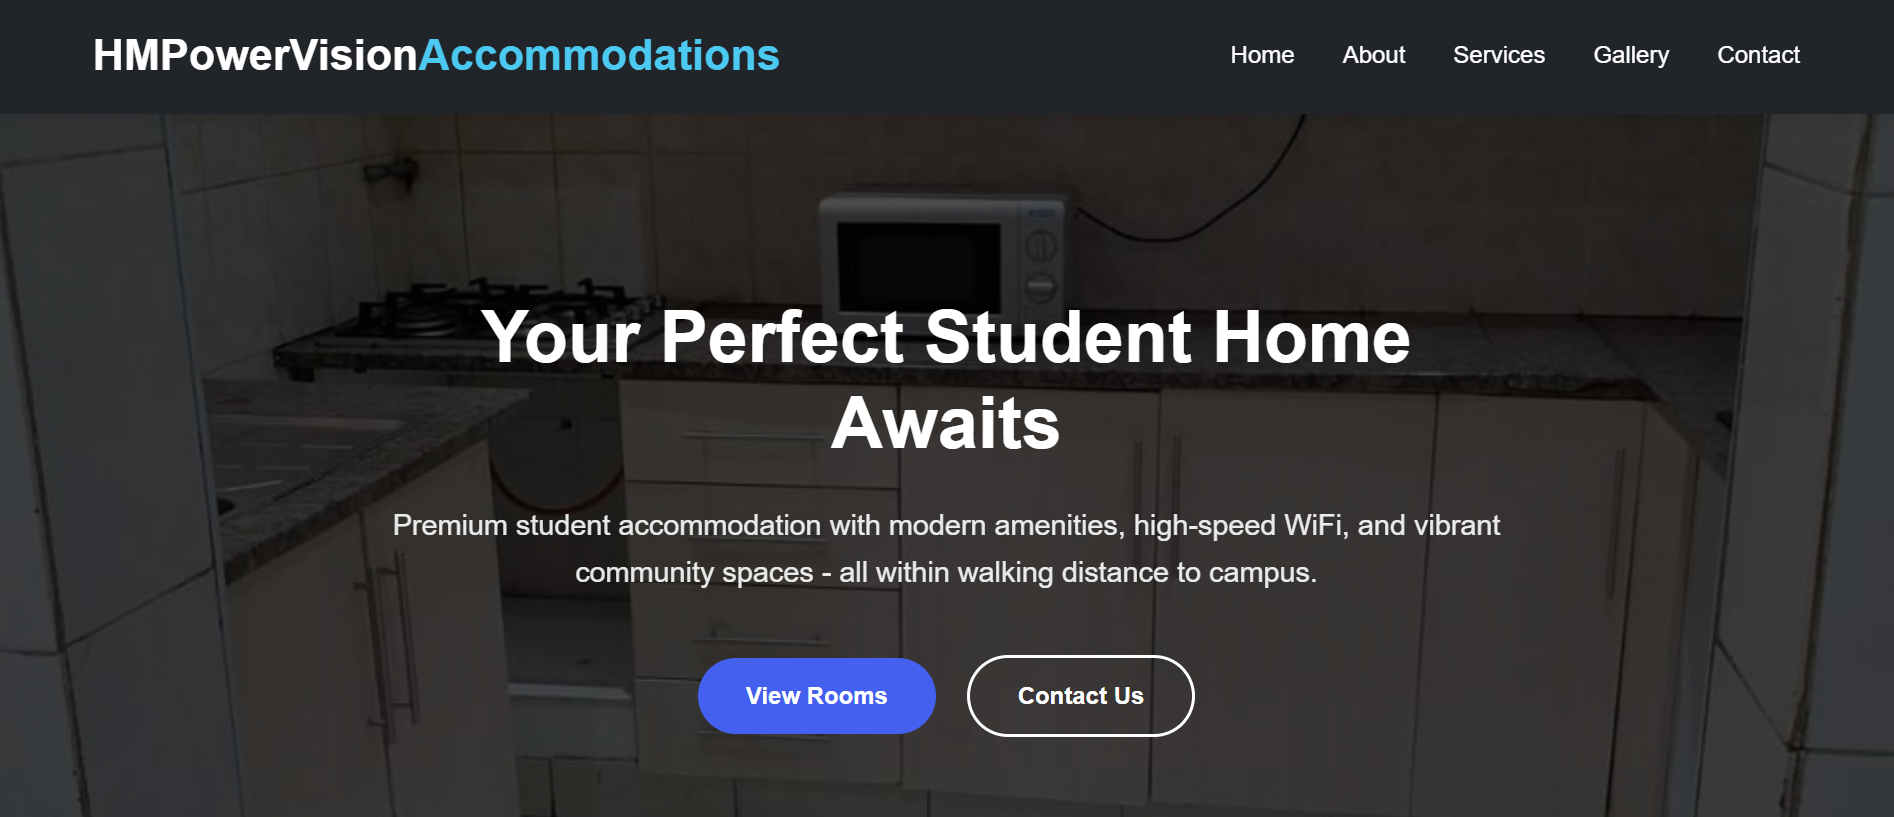 HMPowerVisionAccommodations
Home About Services Gallery Contact
Your Perfect Student Home
Awaits
Premium student accommodation with modern amenities, high-speed WiFi, and vibrant
community spaces - all within walking distance to campus.
View Rooms
Contact Us